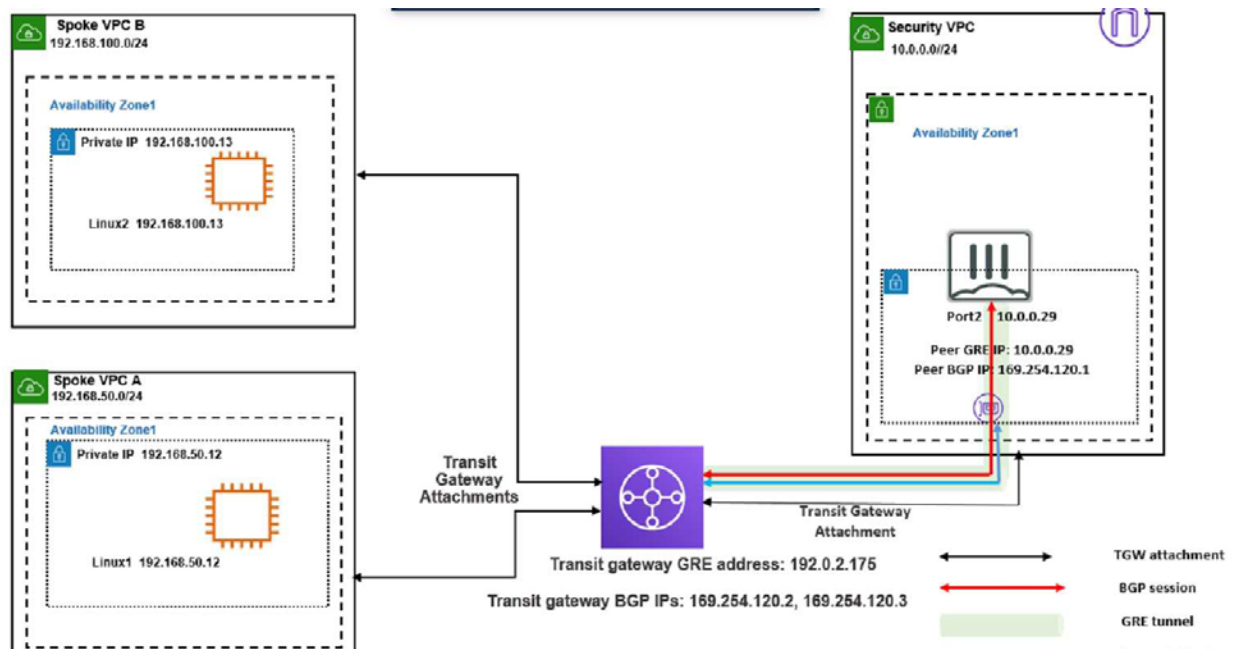 Spoke VPC B
192.168.100.0/24
Availability Zone1
Private IP 192.168.100.13
Linux2 192.168.100.13
Spoke VPC A
192.168.50.0/24
Availability Zone1
Private IP 192.168.50.12
Linux1 192.168.50.12
Transit
Gateway
Attachments
Security VPC
10.0.0.0//24
Availability Zone1
Port2 10.0.0.29
Peer GRE IP: 10.0.0.29
Peer BGP IP: 169.254.120.1
Transit Gateway
Attachment
Transit gateway GRE address: 192.0.2.175
Transit gateway BGP IPs: 169.254.120.2, 169.254.120.3
TGW attachment
BGP session
GRE tunnel